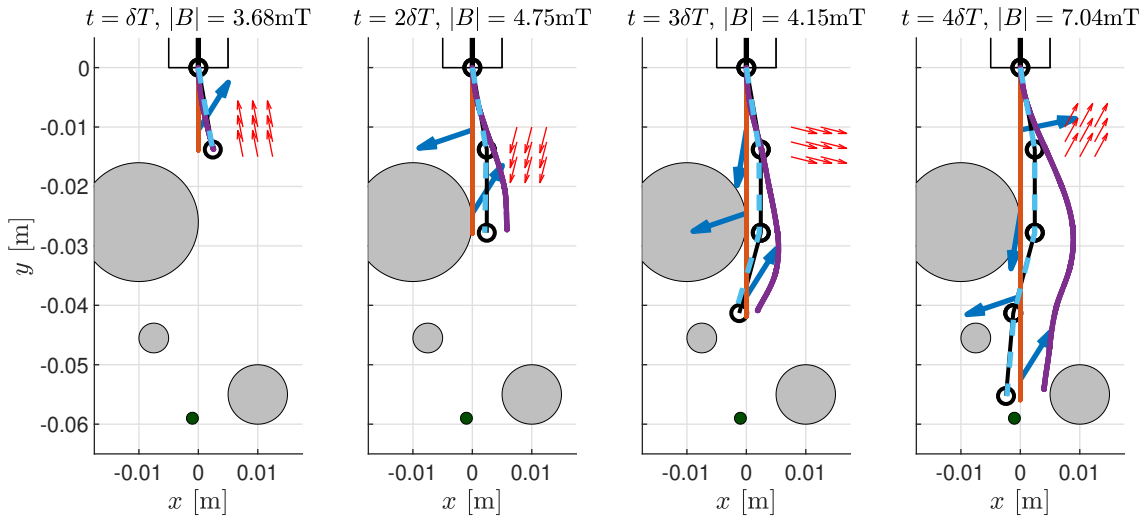 t = δT, |B| = 3.68mT
t = 2δT, |B| = 4.75mT
t = 3δT, |B| = 4.15mT
t = 4δT, |B| = 7.04mT
0
-0.01
-0.02
-0.03
-0.04
-0.05
-0.06
y [m]
-0.01 0 0.01
-0.01 0 0.01
-0.01 0 0.01
-0.01 0 0.01
x [m]
x [m]
x [m]
x [m]